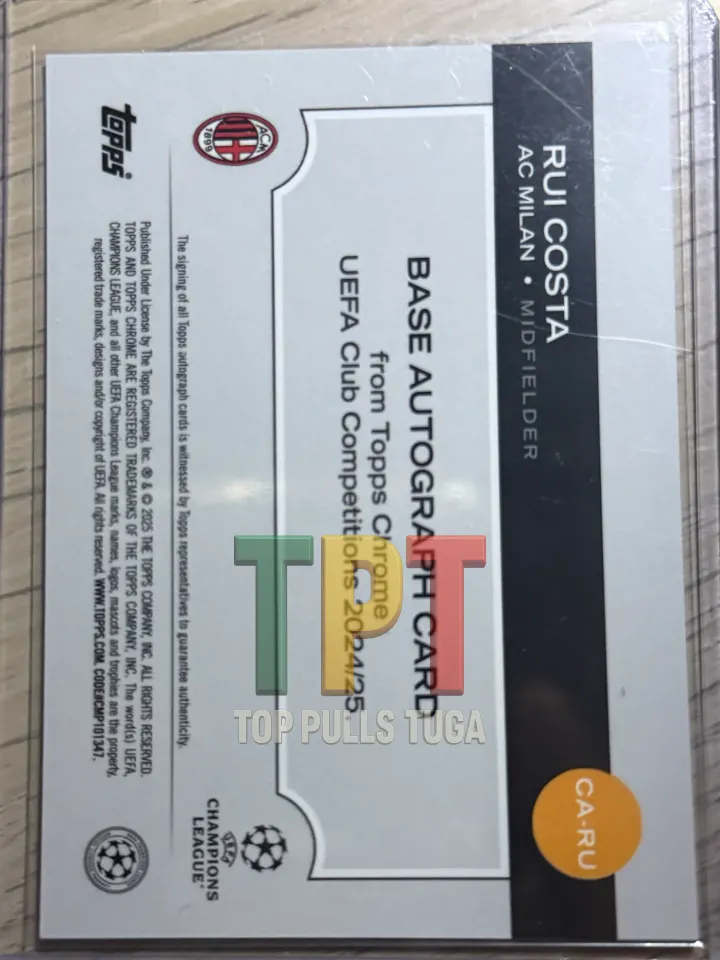 RUI COSTA
AC MILAN • MIDFIELDER
CA-RU
BASE AUTOGRAPH CARD
from Topps Chrome
UEFA Club Competitions 2024/25.
ACM
1899
CHAMPIONS
LEAGUE
The signing of all Topps autograph cards is witnessed by Topps representatives to guarantee authenticity.
topps
Published Under License by The Topps Company, Inc. ® & © 2025 THE TOPPS COMPANY, INC. ALL RIGHTS RESERVED.
TOPPS AND TOPPS CHROME ARE REGISTERED TRADEMARKS OF THE TOPPS COMPANY, INC. The word(s) UEFA,
CHAMPIONS LEAGUE, and all other UEFA Champions League marks, names, logos, mascots and trophies are the property,
registered trade marks, designs and/or copyright of UEFA. All rights reserved. WWW.TOPPS.COM. CODE#CMP101347.
TPT
TOP PULLS TUGA